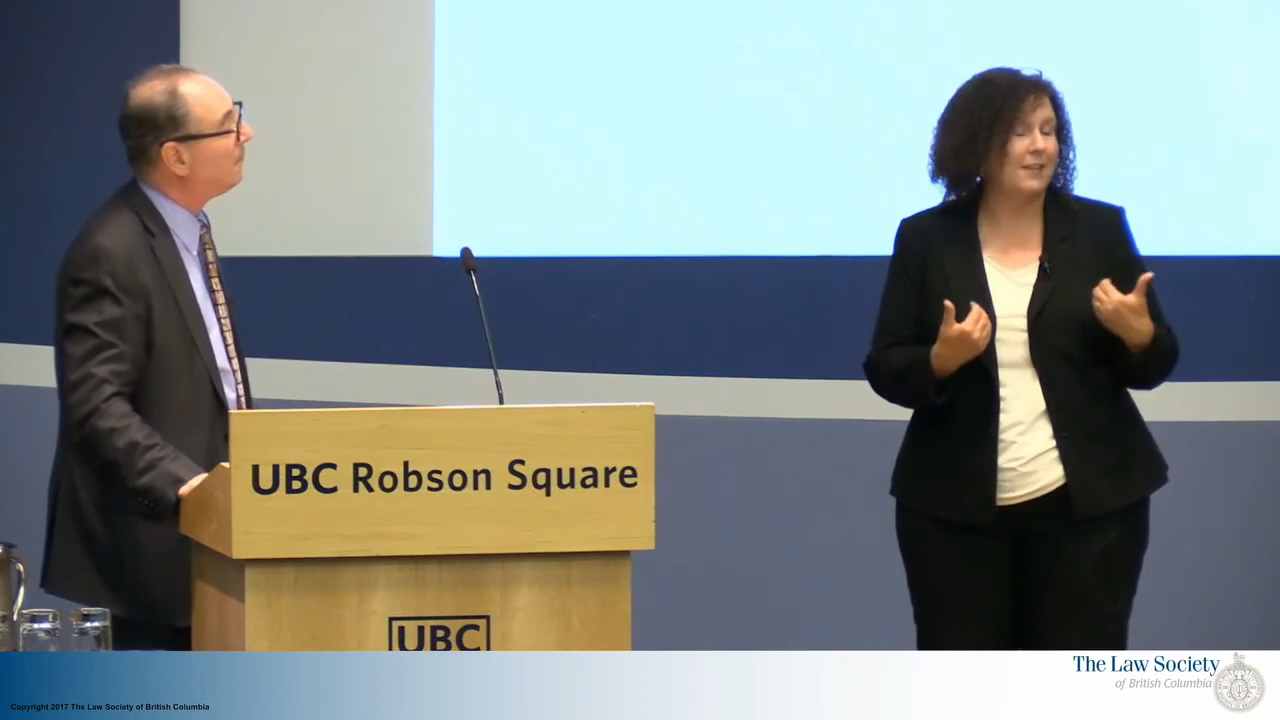 UBC Robson Square
UBC
The Law Society
of British Columbia
Copyright 2017 The Law Society of British Columbia